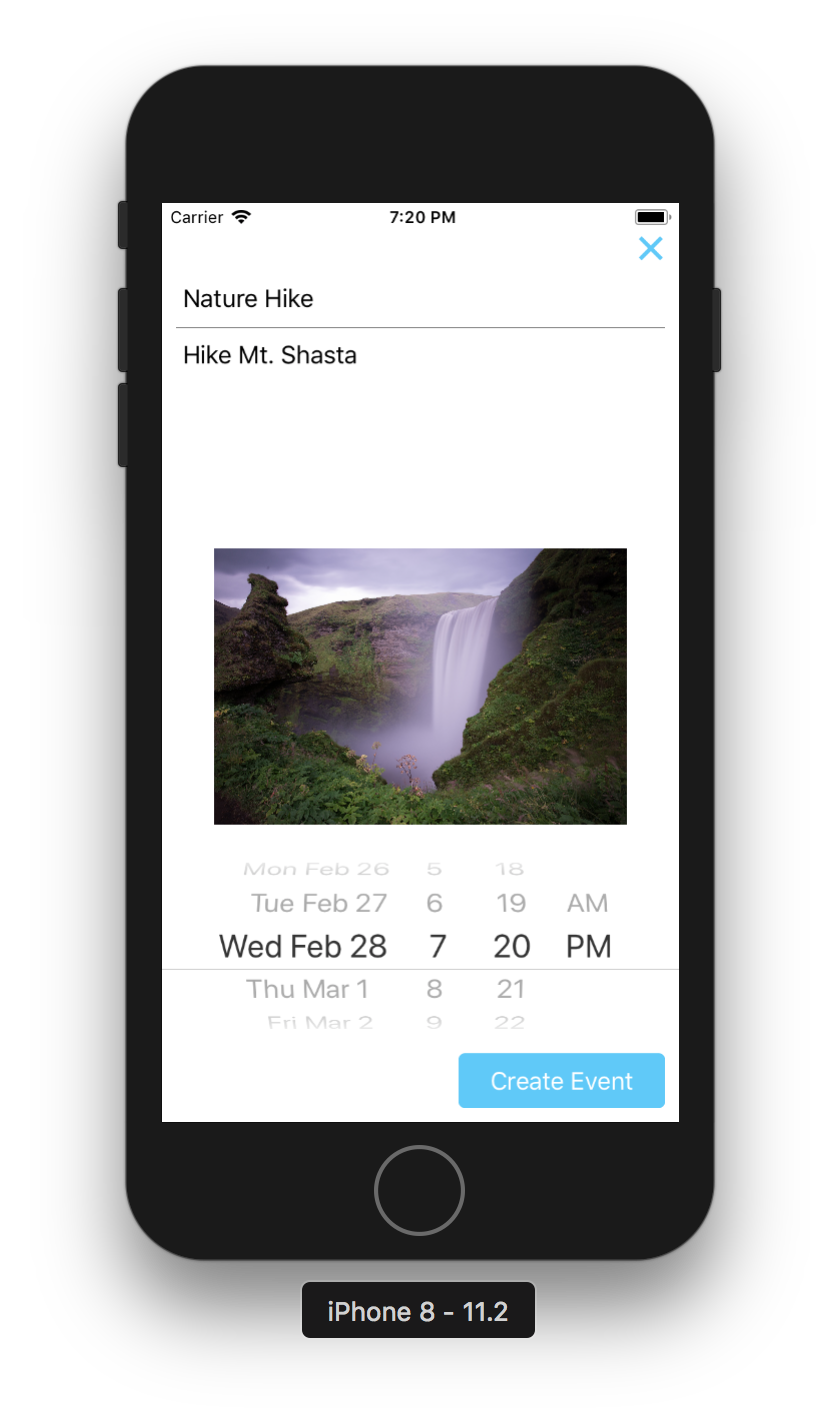 Carrier 7:20 PM
Nature Hike
Hike Mt. Shasta
Mon Feb 26 5 18
Tue Feb 27 6 19 AM
Wed Feb 28 7 20 PM
Thu Mar 1 8 21
Fri Mar 2 9 22
Create Event
iPhone 8 - 11.2